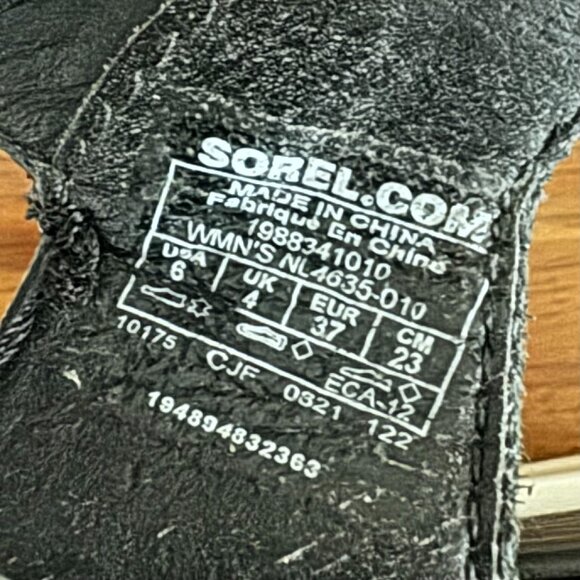 SOREL.COM
MADE IN CHINA
Fabriqué En Chine
1988341010
WMN'S NL4635-010
USA UK EUR CM
6 4 37 23
ECA-12
10175 CJF 0321 122
194894832363